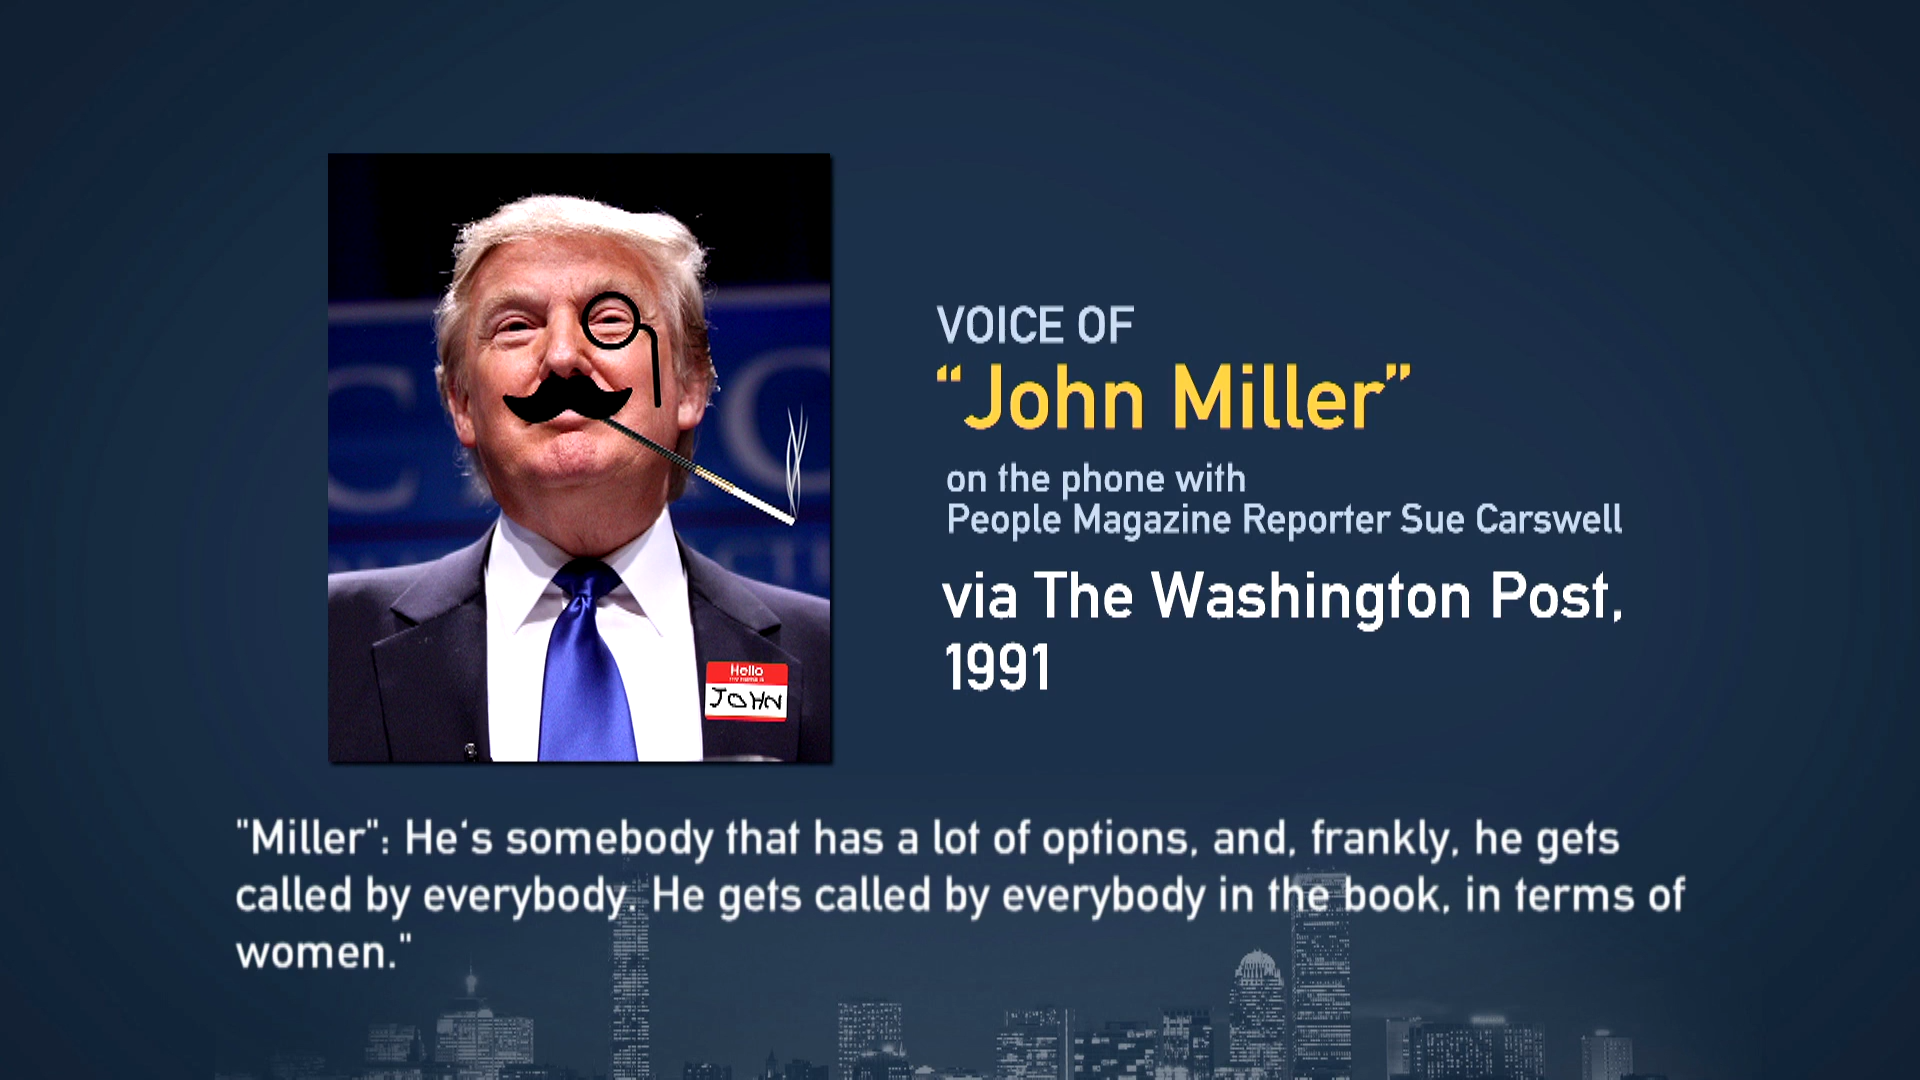 Hello
JOHN
VOICE OF
“John Miller”
on the phone with
People Magazine Reporter Sue Carswell
via The Washington Post,
1991
"Miller": He's somebody that has a lot of options, and, frankly, he gets
called by everybody. He gets called by everybody in the book, in terms of
women."